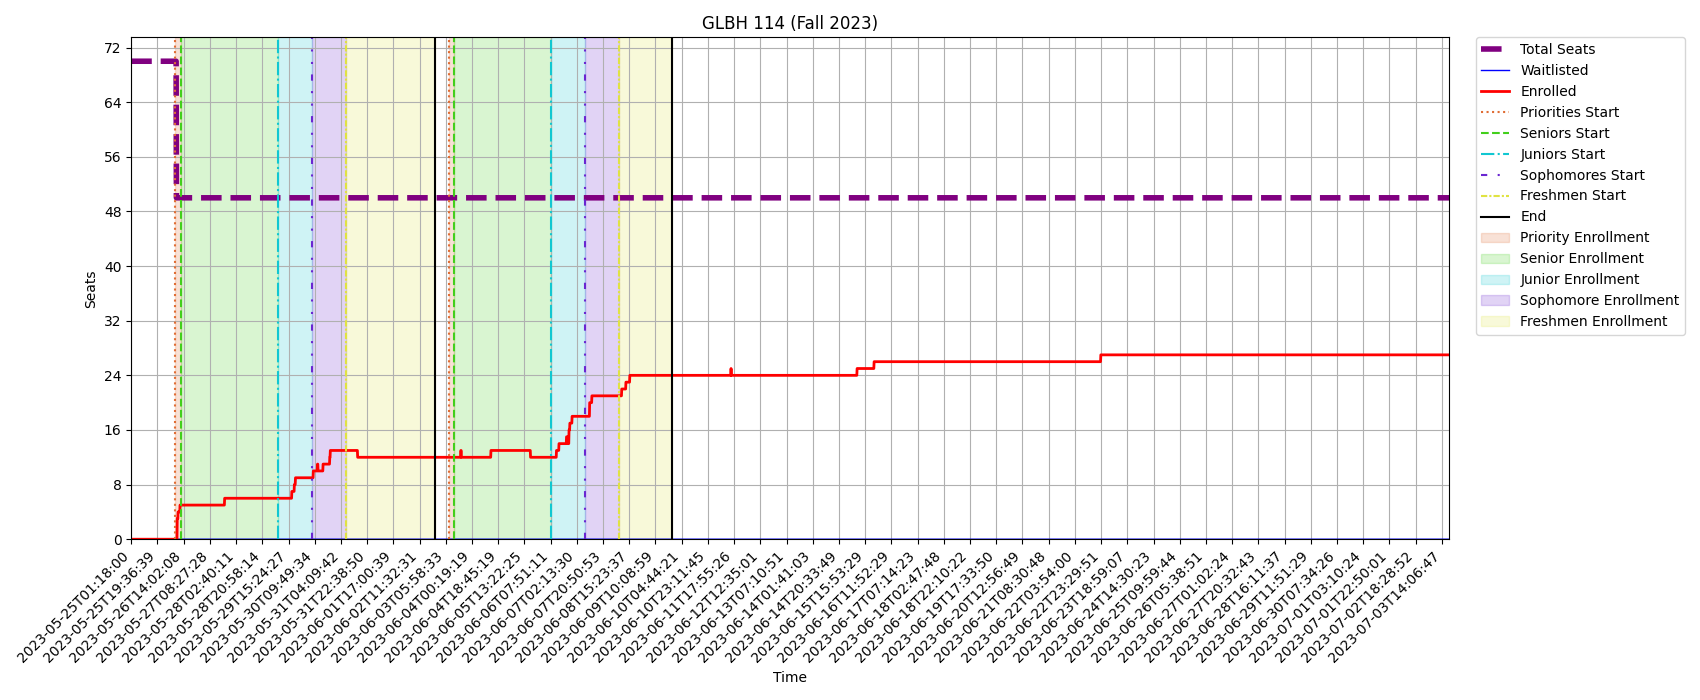 GLBH 114 (Fall 2023)
Seats
72
64
56
48
40
32
24
16
8
0
2023-05-25T01:18:00
2023-05-25T19:36:39
2023-05-26T14:02:08
2023-05-27T08:27:28
2023-05-28T02:40:11
2023-05-28T20:58:14
2023-05-29T15:24:27
2023-05-30T09:49:34
2023-05-31T04:09:42
2023-05-31T22:38:50
2023-06-01T17:00:39
2023-06-02T11:32:31
2023-06-03T05:58:33
2023-06-04T00:19:19
2023-06-04T18:45:19
2023-06-05T13:22:25
2023-06-06T07:51:11
2023-06-07T02:13:30
2023-06-07T20:50:53
2023-06-08T15:23:37
2023-06-09T10:08:59
2023-06-10T04:44:21
2023-06-10T23:11:45
2023-06-11T17:55:26
2023-06-12T12:35:01
2023-06-13T07:10:51
2023-06-14T01:41:03
2023-06-14T20:33:49
2023-06-15T15:53:29
2023-06-16T11:52:29
2023-06-17T07:14:23
2023-06-18T02:47:48
2023-06-18T22:10:22
2023-06-19T17:33:50
2023-06-20T12:56:49
2023-06-21T08:30:48
2023-06-22T03:54:00
2023-06-22T23:29:51
2023-06-23T18:59:07
2023-06-24T14:30:23
2023-06-25T09:59:44
2023-06-26T05:38:51
2023-06-27T01:02:24
2023-06-27T20:32:43
2023-06-28T16:11:37
2023-06-29T11:51:29
2023-06-30T07:34:26
2023-07-01T03:10:24
2023-07-01T22:50:01
2023-07-02T18:28:52
2023-07-03T14:06:47
Time
Total Seats
Waitlisted
Enrolled
Priorities Start
Seniors Start
Juniors Start
Sophomores Start
Freshmen Start
End
Priority Enrollment
Senior Enrollment
Junior Enrollment
Sophomore Enrollment
Freshmen Enrollment